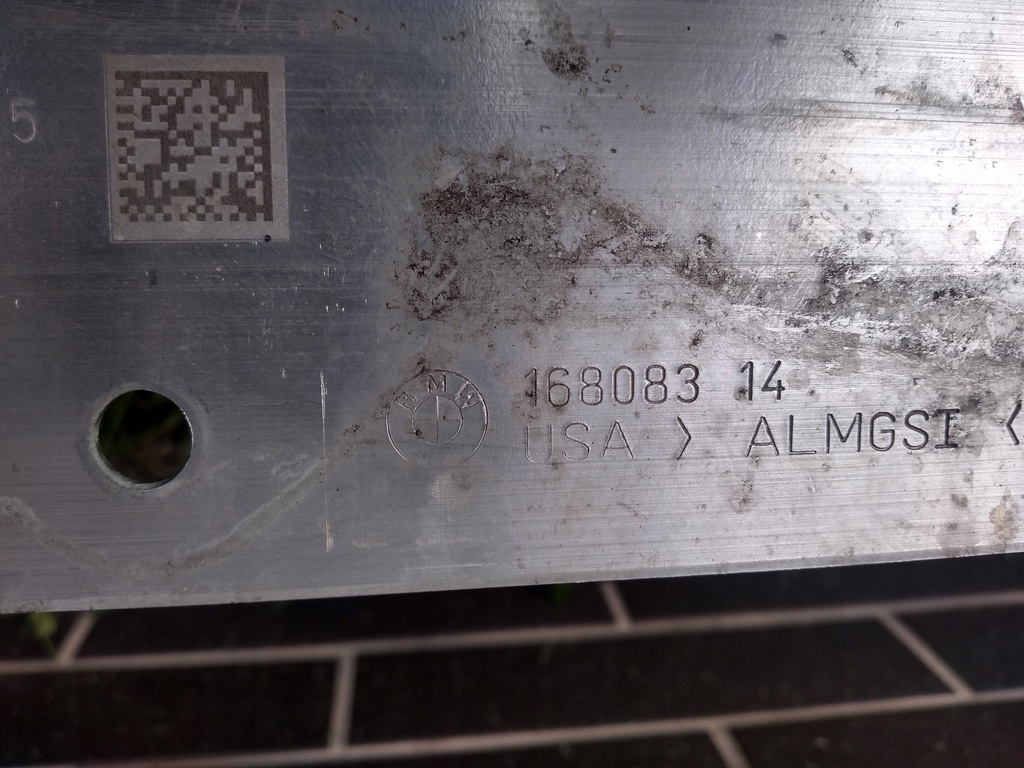 5
BMW
168083 14
USA > ALMGSI <